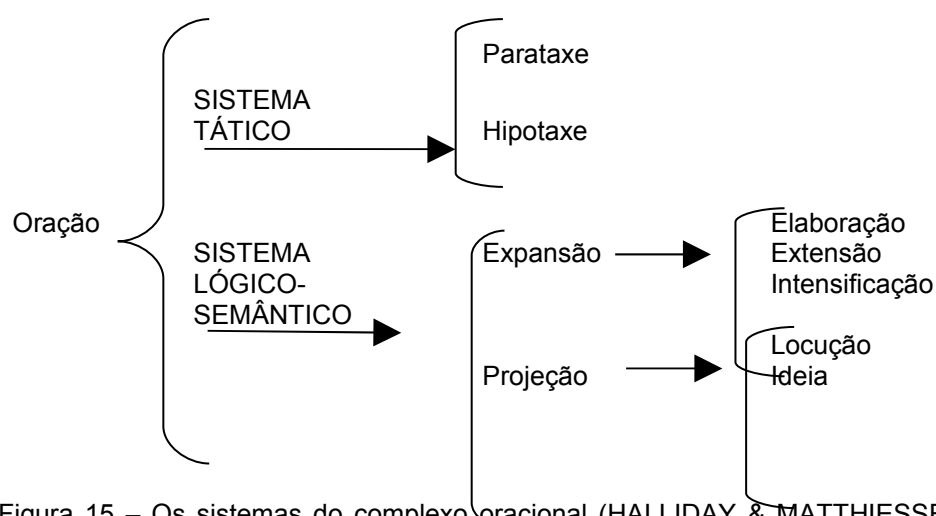 Oração
SISTEMA
TÁTICO
Parataxe
Hipotaxe
SISTEMA
LÓGICO-
SEMÂNTICO
Expansão
Projeção
Elaboração
Extensão
Intensificação
Locução
Ideia
Figura 15 – Os sistemas do complexo oracional (HALLIDAY &